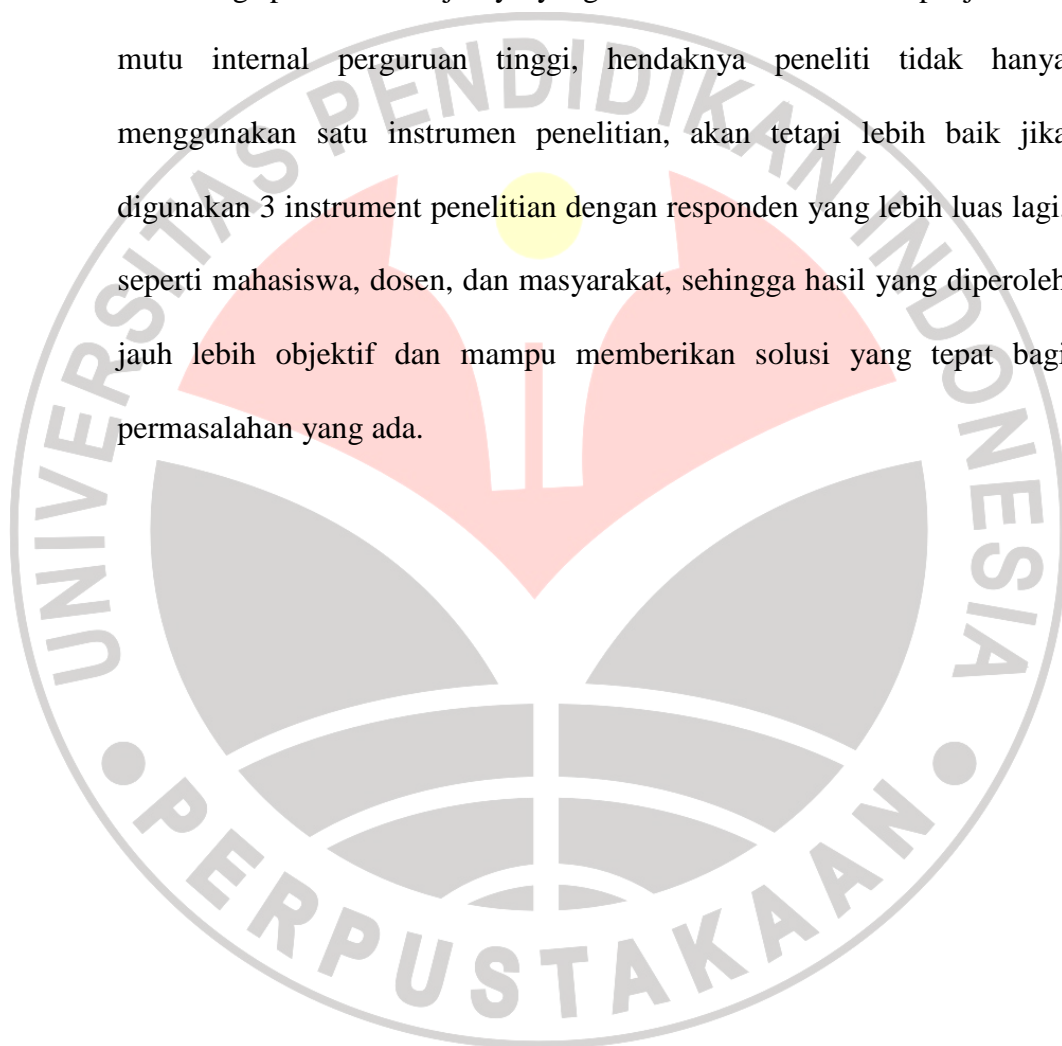 mutu internal perguruan tinggi, hendaknya peneliti tidak hanya
menggunakan satu instrumen penelitian, akan tetapi lebih baik jika
digunakan 3 instrument penelitian dengan responden yang lebih luas lagi
seperti mahasiswa, dosen, dan masyarakat, sehingga hasil yang diperoleh
jauh lebih objektif dan mampu memberikan solusi yang tepat bagi
permasalahan yang ada.
UNIVERSITAS PENDIDIKAN INDONESIA
PERPUSTAKAAN